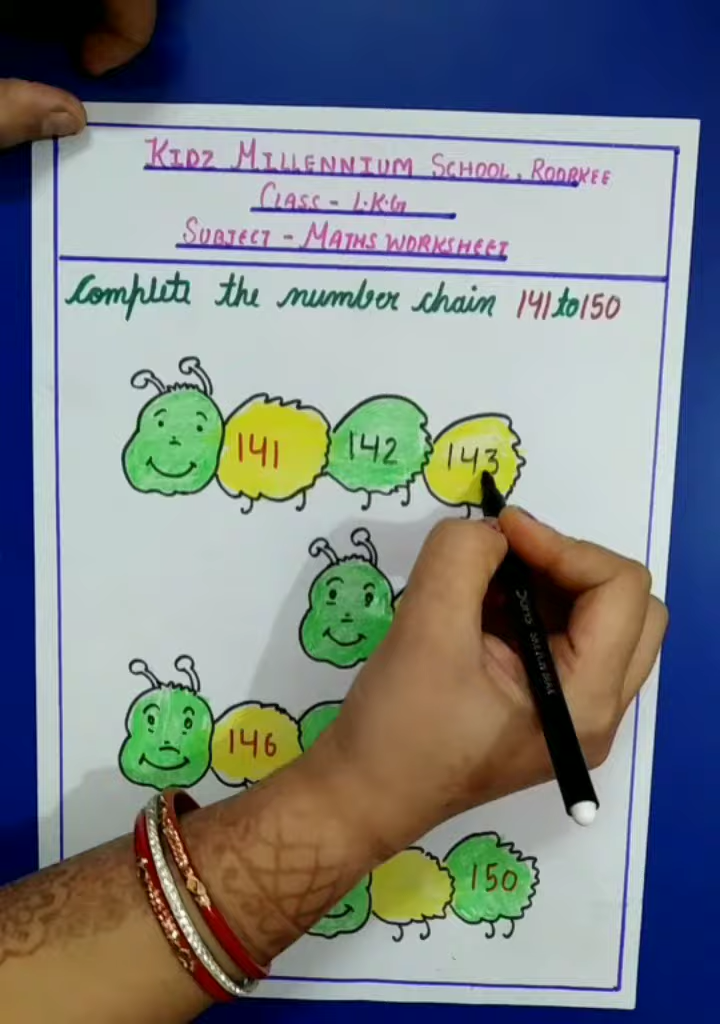 KIDZ MILLENNIUM SCHOOL, ROORKEE
CLASS - L.K.G
SUBJECT - MATHS WORKSHEET
Complete the number chain 141 to 150
141 142 143
146
150